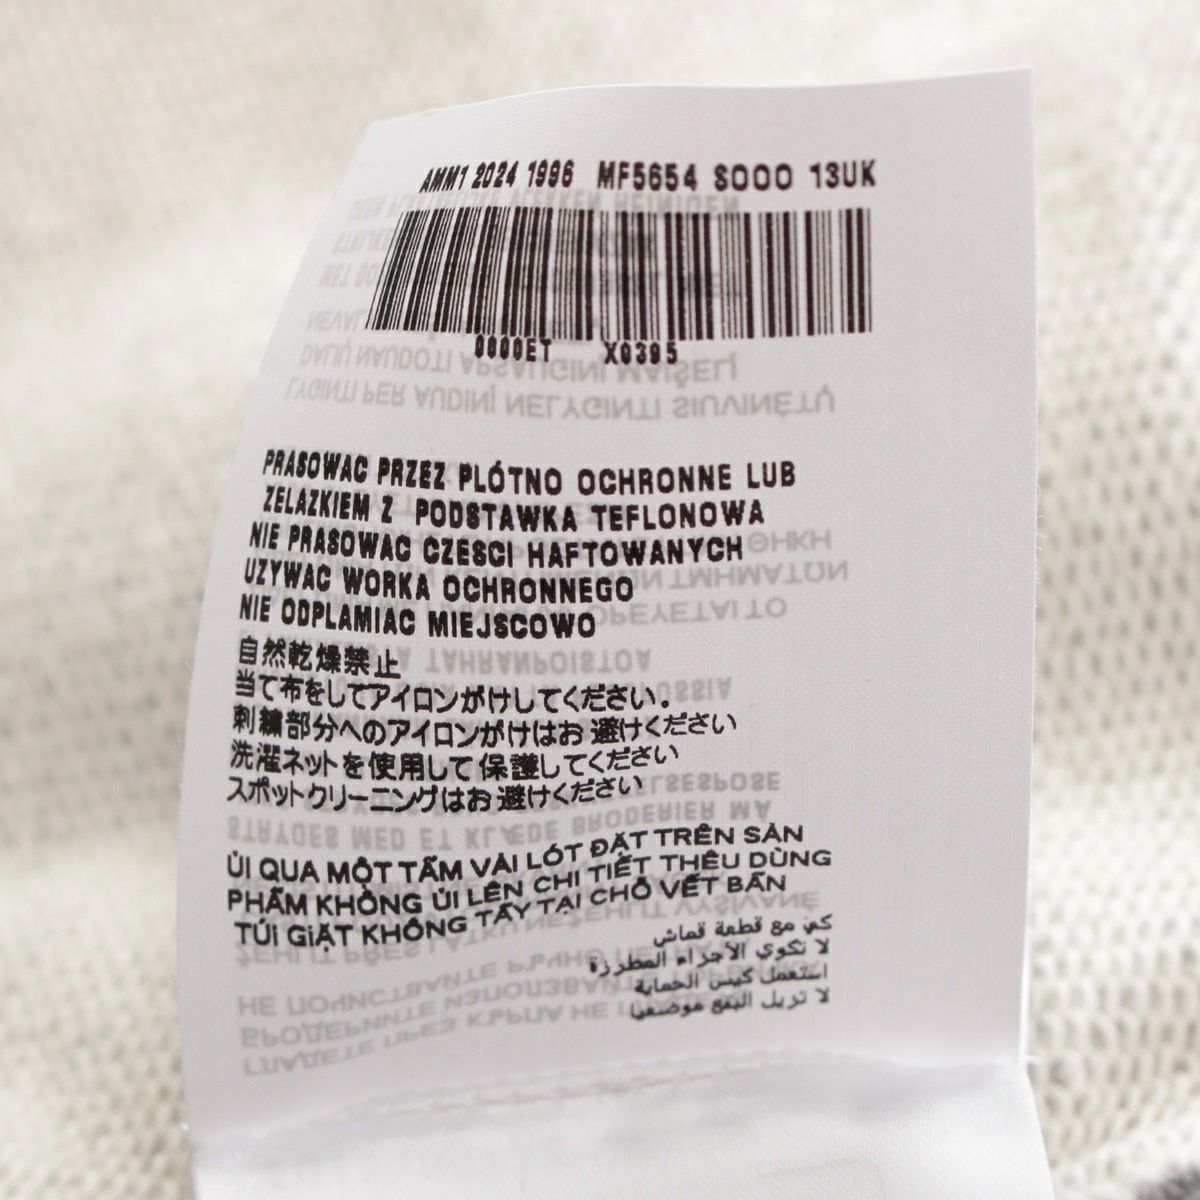 AMM1 2024 1996 MF5654 S000 13UK
0000ET X0395
PRASOWAC PRZEZ PLÓTNO OCHRONNE LUB
ZELAZKIEM Z PODSTAWKA TEFLONOWA
NIE PRASOWAC CZESCI HAFTOWANYCH
UZYWAC WORKA OCHRONNEGO
NIE ODPLAMIAC MIEJSCOWO
自然乾燥禁止
当て布をしてアイロンがけしてください。
刺繍部分へのアイロンがけはお避けください
洗濯ネットを使用して保護してください
スポットクリーニングはお避けください
ỦI QUA MỘT TẤM VẢI LÓT ĐẶT TRÊN SẢN
PHẨM KHÔNG ỦI LÊN CHI TIẾT THÊU DÙNG
TÚI GiẶT KHÔNG TẨY TẠI CHỖ VẾT BẨN
كي مع قطعة قماش
لا تكوي الأجزاء المطرزة
استعمل كيس الحماية
لا تزيل البقع موضعيا